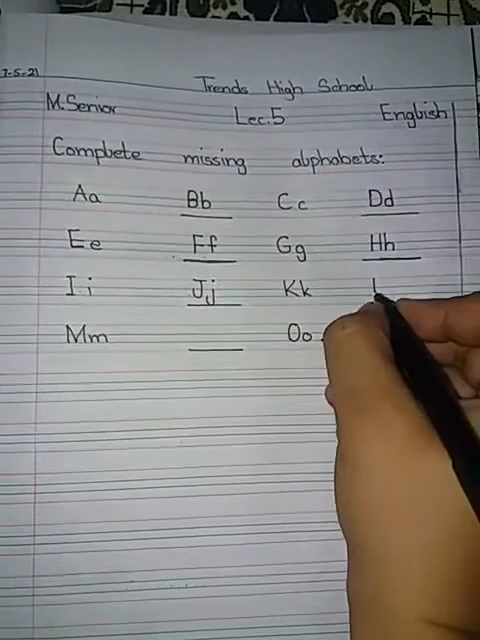 7-5-21
Trends High School
M.Senior Lec.5 English
Complete missing alphabets:
Aa Bb Cc Dd
Ee Ff Gg Hh
Ii Jj Kk
Mm Oo